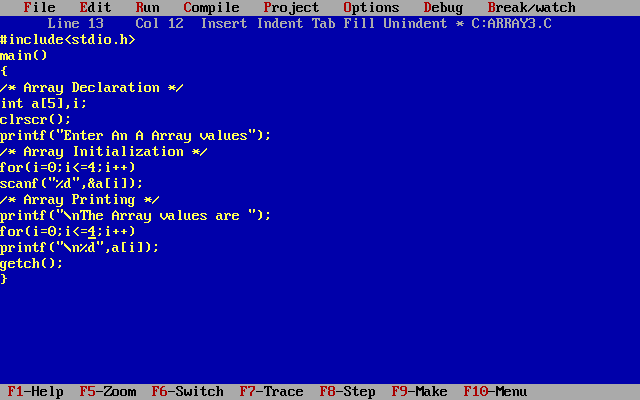 File Edit Run Compile Project Options Debug Break/watch
Line 13 Col 12 Insert Indent Tab Fill Unindent * C:ARRAY3.C
#include<stdio.h>
main()
{
/* Array Declaration */
int a[5],i;
clrscr();
printf("Enter An A Array values");
/* Array Initialization */
for(i=0;i<=4;i++)
scanf("%d",&a[i]);
/* Array Printing */
printf("\nThe Array values are ");
for(i=0;i<=4;i++)
printf("\n%d",a[i]);
getch();
}
F1-Help F5-Zoom F6-Switch F7-Trace F8-Step F9-Make F10-Menu